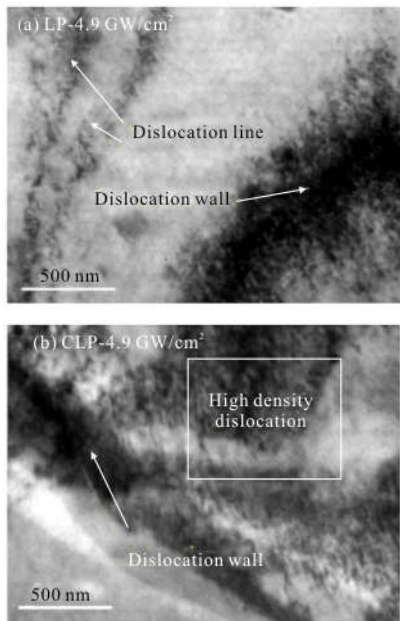 (a) LP-4.9 GW/cm²
Dislocation line
Dislocation wall
500 nm
(b) CLP-4.9 GW/cm²
High density
dislocation
Dislocation wall
500 nm